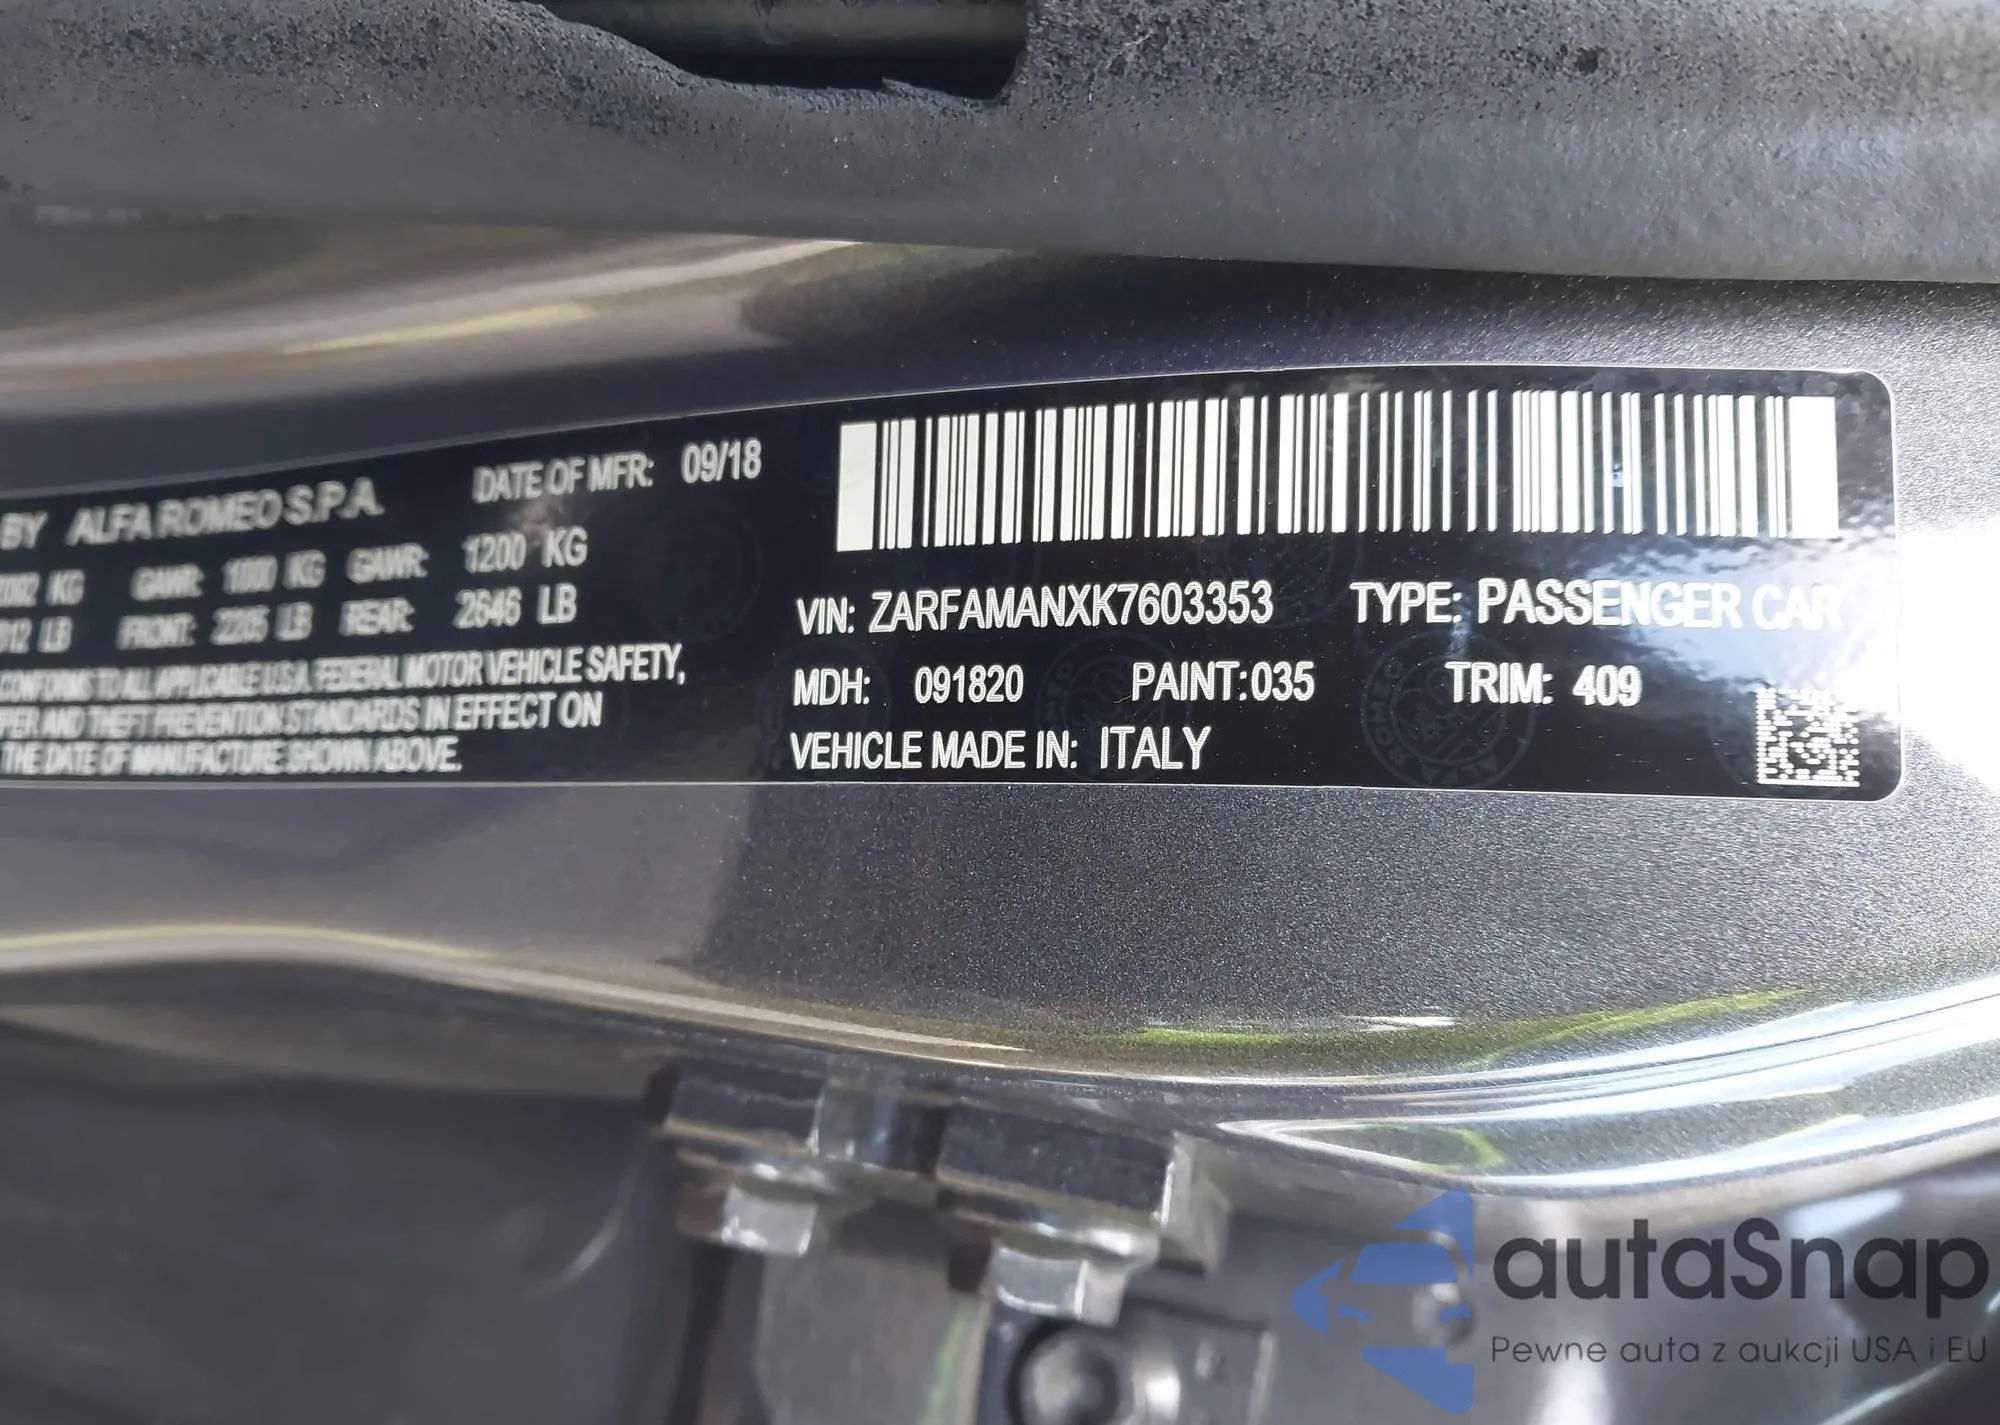 BY ALFA ROMEO S.P.A. DATE OF MFR: 09/18
KG GAWR: 1000 KG GAWR: 1200 KG
LB FRONT: 2205 LB REAR: 2646 LB
CONFORMS TO ALL APPLICABLE U.S.A. FEDERAL MOTOR VEHICLE SAFETY,
PER AND THEFT PREVENTION STANDARDS IN EFFECT ON
THE DATE OF MANUFACTURE SHOWN ABOVE.
VIN: ZARFAMANXK7603353 TYPE: PASSENGER CAR
MDH: 091820 PAINT:035 TRIM: 409
VEHICLE MADE IN: ITALY
autaSnap
Pewne auta z aukcji USA i EU